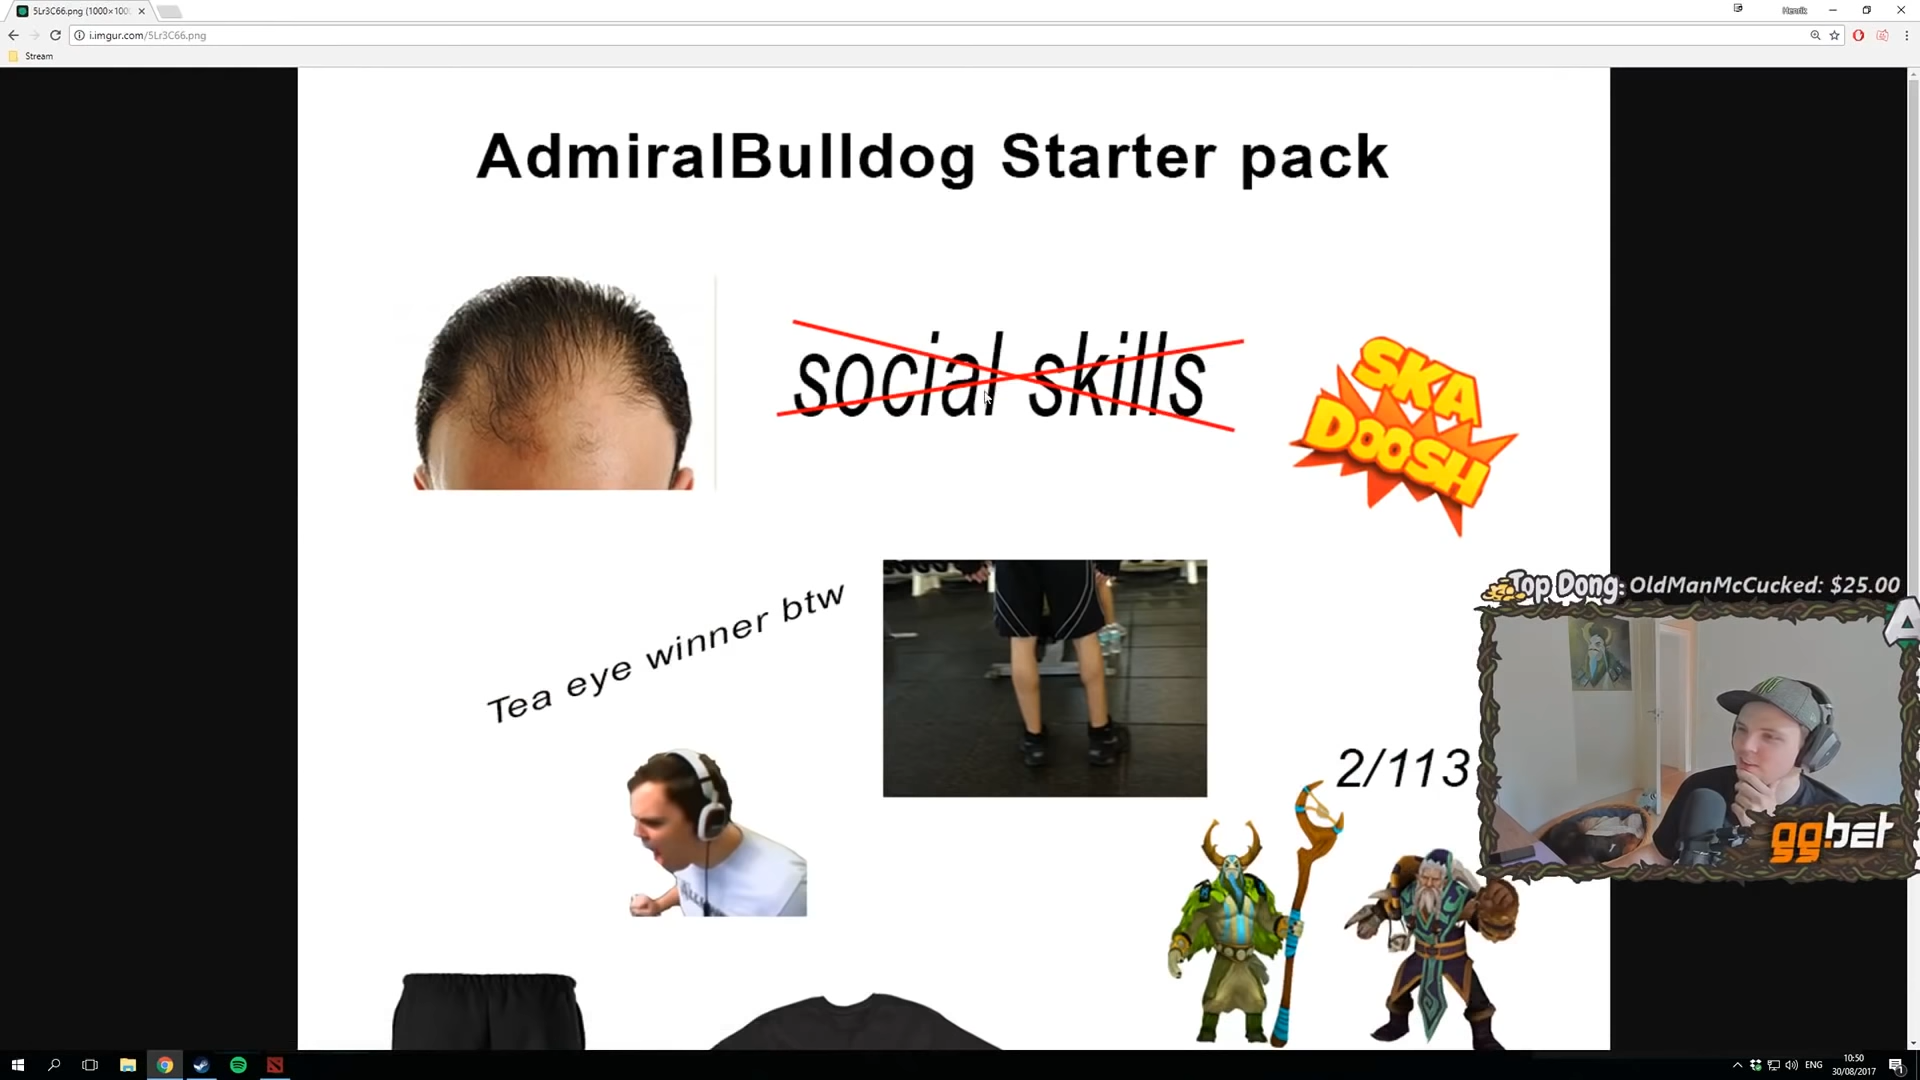 5Lr3C66.png (1000×100
Henrik
i.imgur.com/5Lr3C66.png
Stream
AdmiralBulldog Starter pack
social skills
SKA
DOOSH
Tea eye winner btw
Top Dong: OldManMcCucked: $25.00
2/113
gg.bet
ENG
10:50
30/08/2017